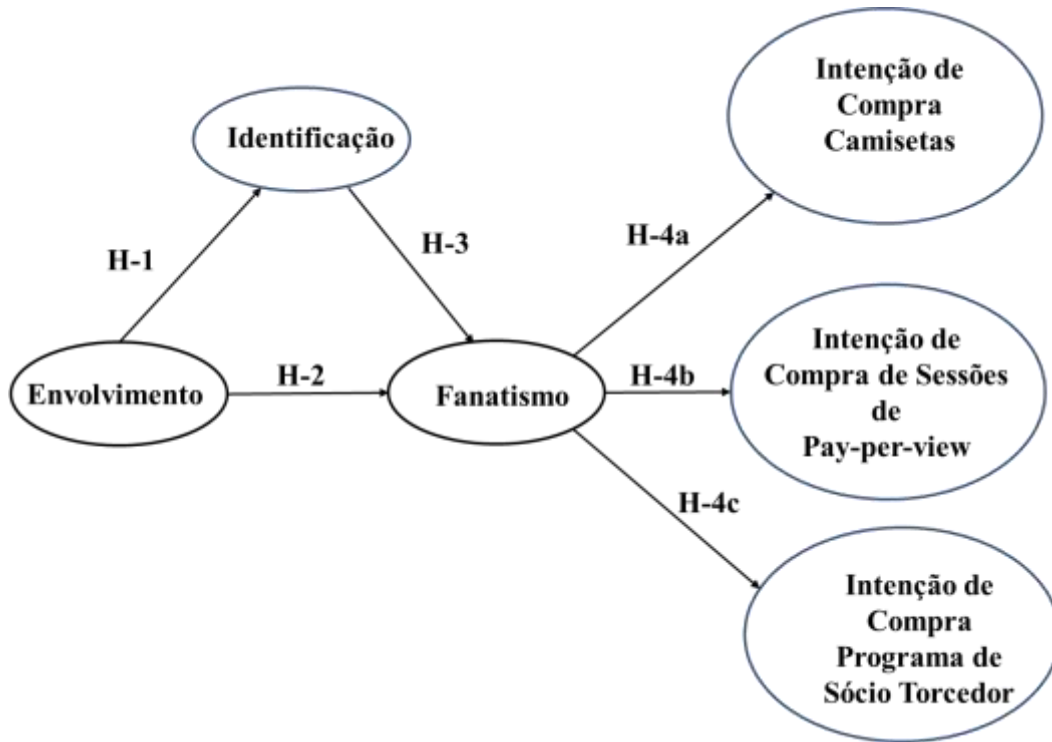 Intenção de
Compra
Camisetas
Identificação
H-4a
H-3
H-1
Intenção de
Compra de Sessões
de
Pay-per-view
H-2
H-4b
Envolvimento
Fanatismo
H-4c
Intenção de
Compra
Programa de
Sócio Torcedor